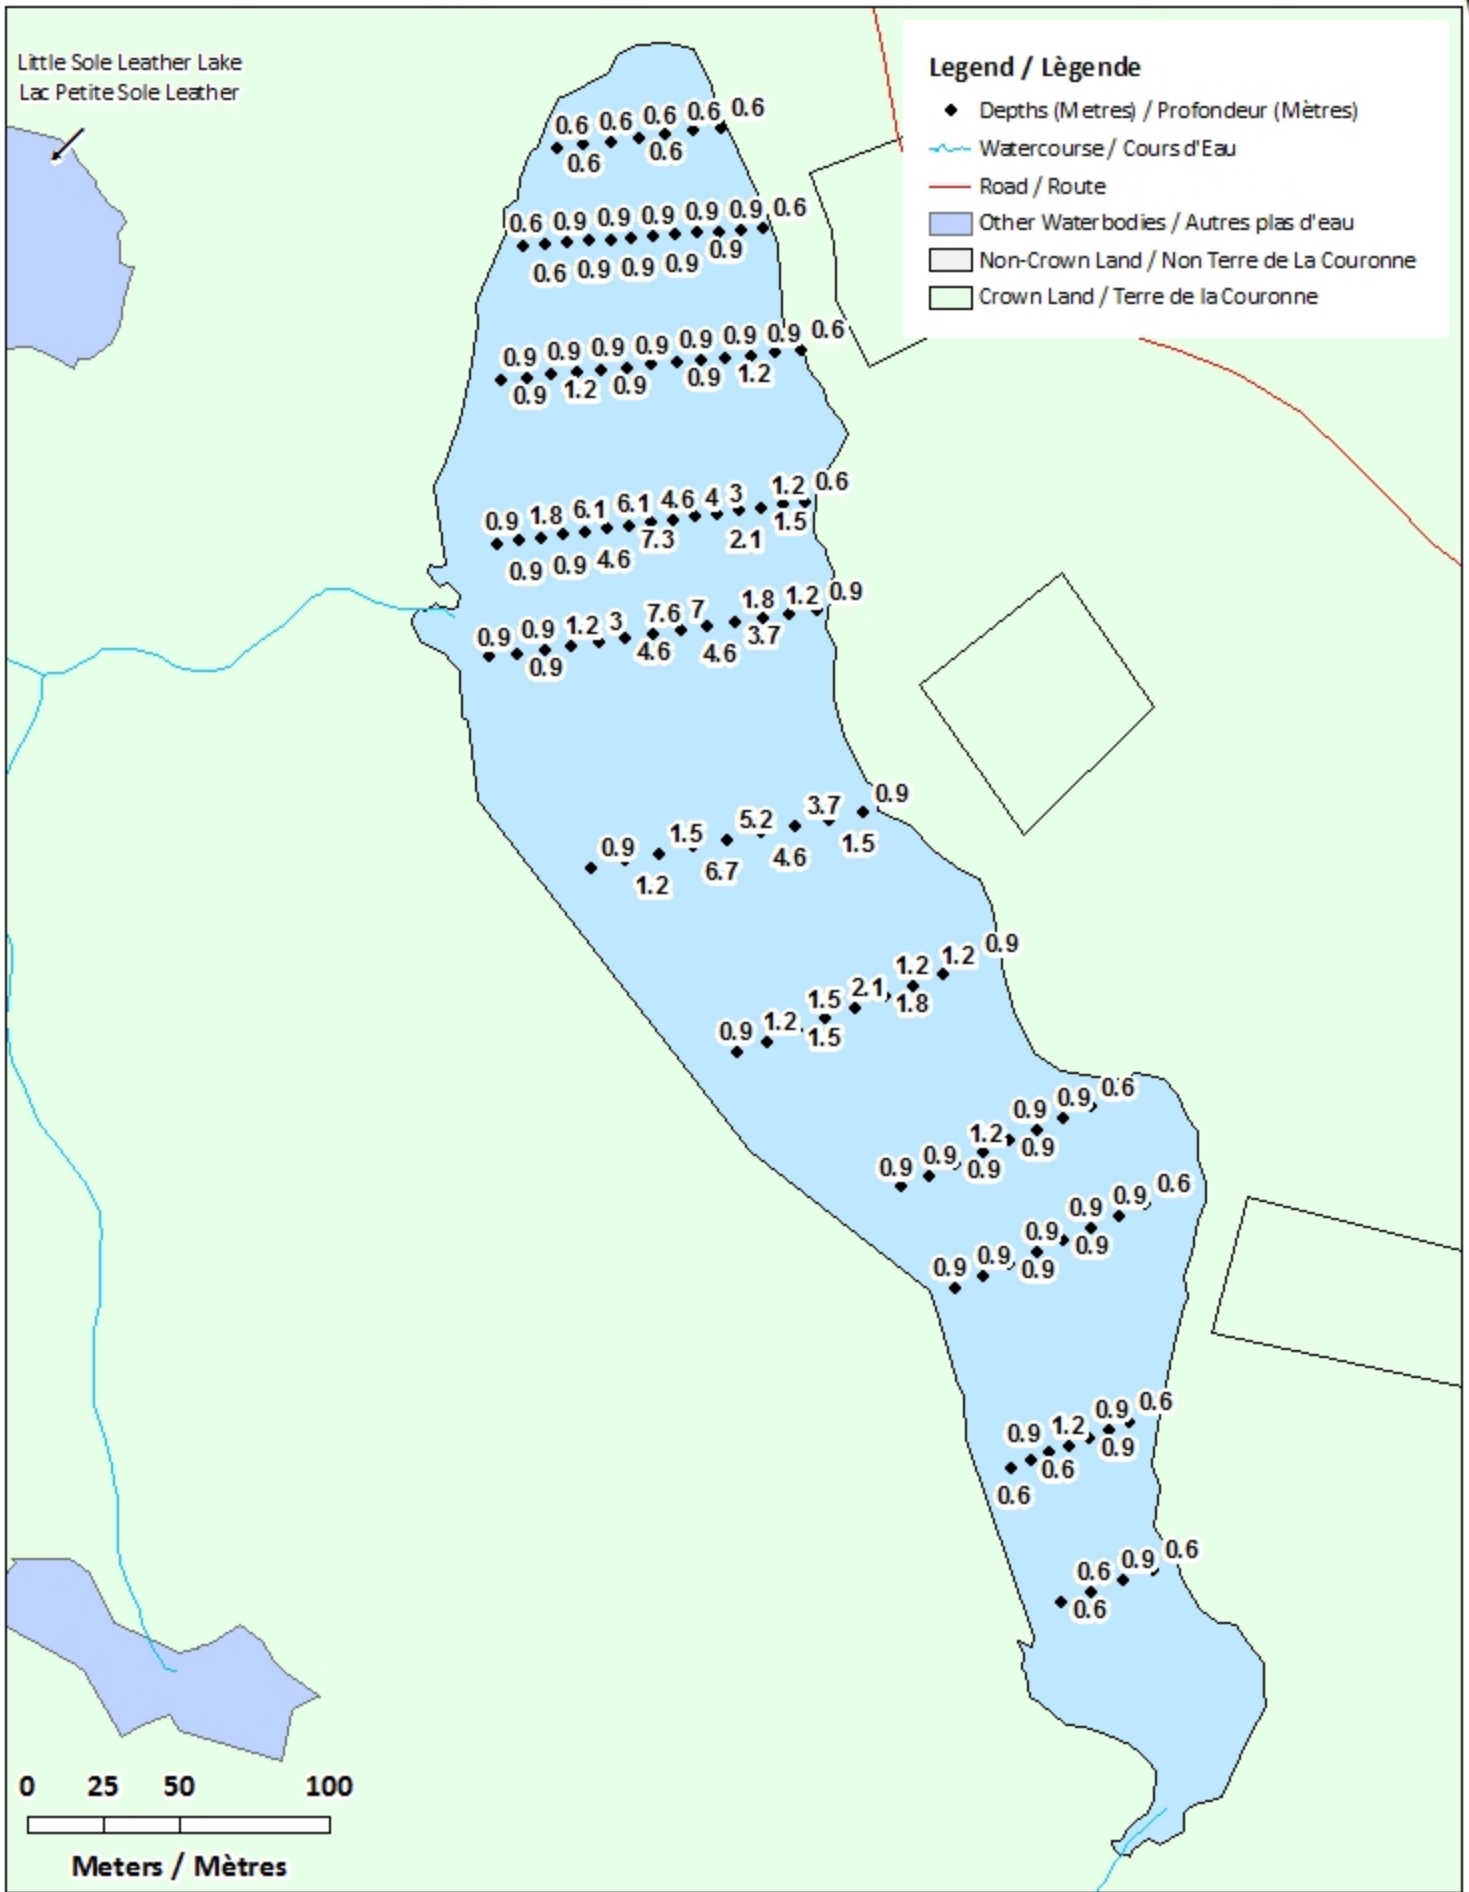 Little Sole Leather Lake
Lac Petite Sole Leather
Legend / Lègende
Depths (Metres) / Profondeur (Mètres)
Watercourse / Cours d'Eau
Road / Route
Other Waterbodies / Autres plas d'eau
Non-Crown Land / Non Terre de La Couronne
Crown Land / Terre de la Couronne
0.6 0.6 0.6 0.6 0.6
0.6 0.6
0.6 0.9 0.9 0.9 0.9 0.9 0.6
0.6 0.9 0.9 0.9 0.9
0.9 0.9 0.9 0.9 0.9 0.9 0.9 0.6
0.9 1.2 0.9 0.9 1.2
0.9 1.8 6.1 6.1 4.6 4 3 1.2 0.6
0.9 0.9 4.6 7.3 2.1 1.5
0.9 0.9 1.2 3 7.6 7 1.8 1.2 0.9
0.9 4.6 4.6 3.7
0.9 1.5 5.2 3.7 0.9
1.2 6.7 4.6 1.5
0.9 1.2 1.5 2.1 1.2 1.2 0.9
1.5 1.8
0.9 0.9 1.2 0.9 0.9 0.6
0.9 0.9
0.9 0.9 0.9 0.9 0.9 0.6
0.9 0.9
0.9 1.2 0.9 0.6
0.6 0.6 0.9
0.6 0.9 0.6
0.6
0 25 50 100
Meters / Mètres